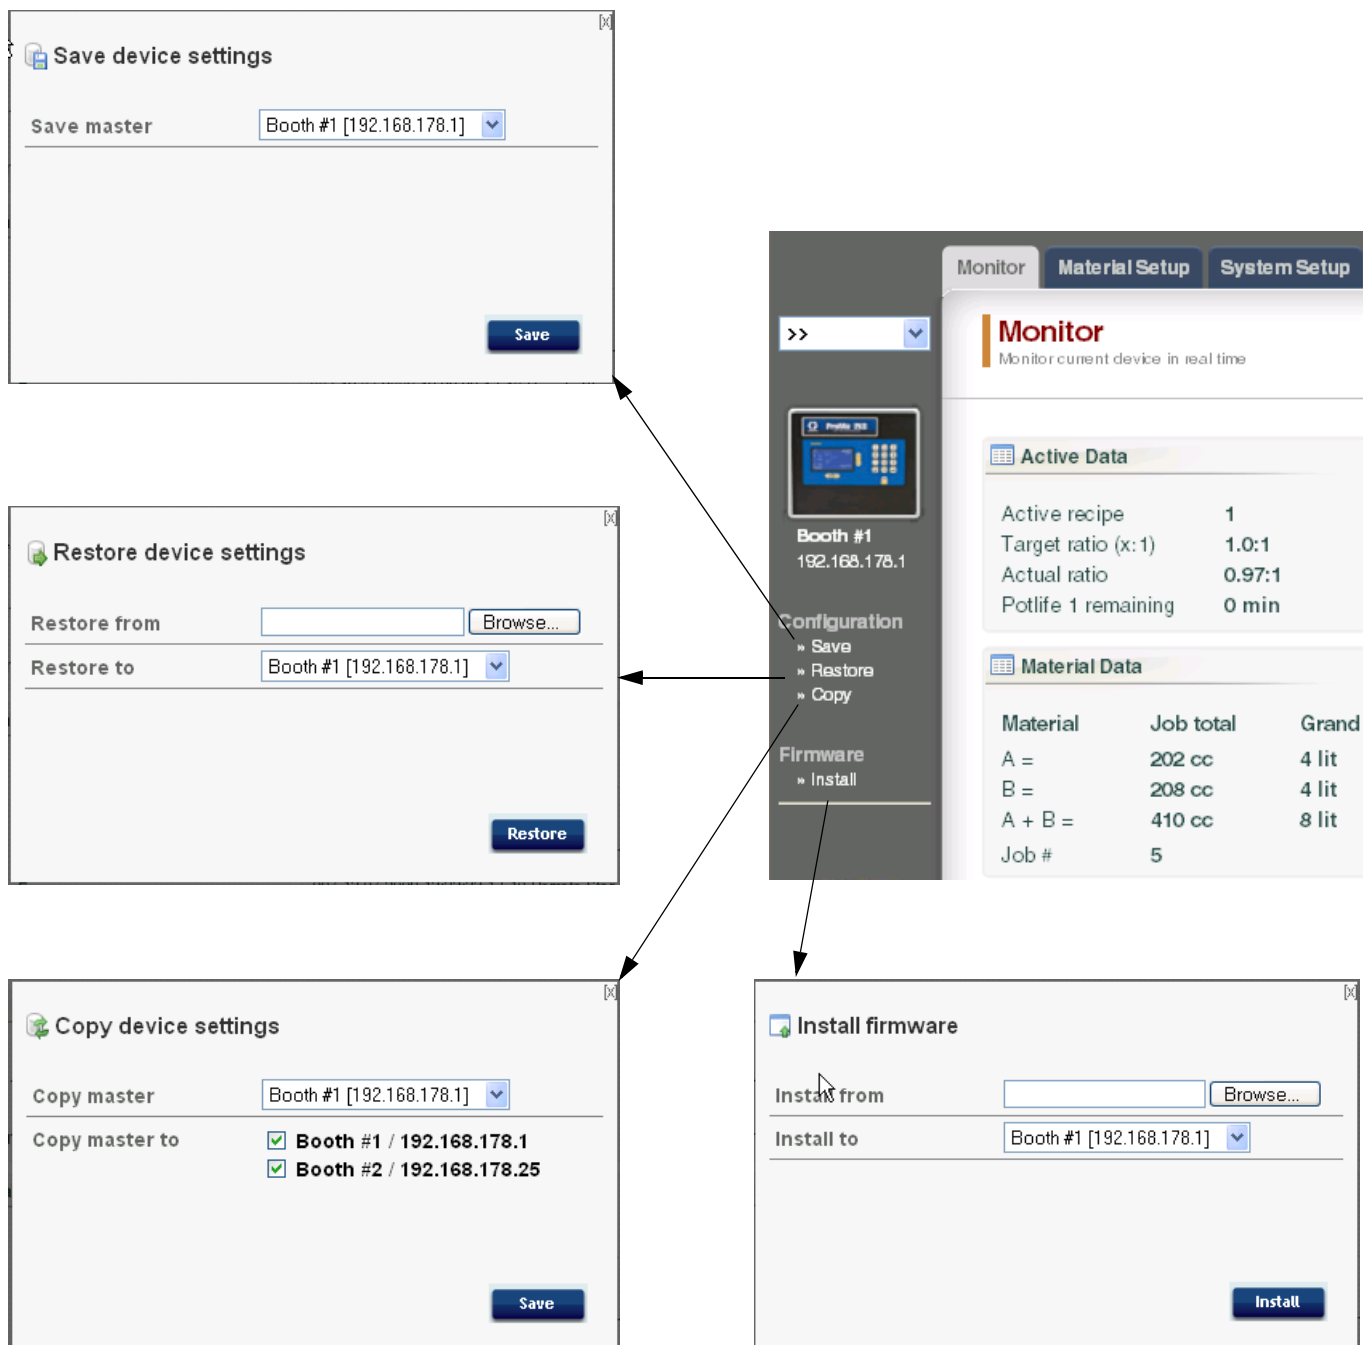 [x]
Save device settings
Save master
Booth #1 [192.168.178.1]
Save
[x]
Restore device settings
Restore from
Browse...
Restore to
Booth #1 [192.168.178.1]
Restore
[x]
Copy device settings
Copy master
Booth #1 [192.168.178.1]
Copy master to
Booth #1 / 192.168.178.1
Booth #2 / 192.168.178.25
Save
Monitor
Material Setup
System Setup
>>
Booth #1
192.168.178.1
Configuration
» Save
» Restore
» Copy
Firmware
» Install
Monitor
Monitor current device in real time
Active Data
Active recipe 1
Target ratio (x:1) 1.0:1
Actual ratio 0.97:1
Potlife 1 remaining 0 min
Material Data
Material Job total Grand
A = 202 cc 4 lit
B = 208 cc 4 lit
A + B = 410 cc 8 lit
Job # 5
[x]
Install firmware
Install from
Browse...
Install to
Booth #1 [192.168.178.1]
Install